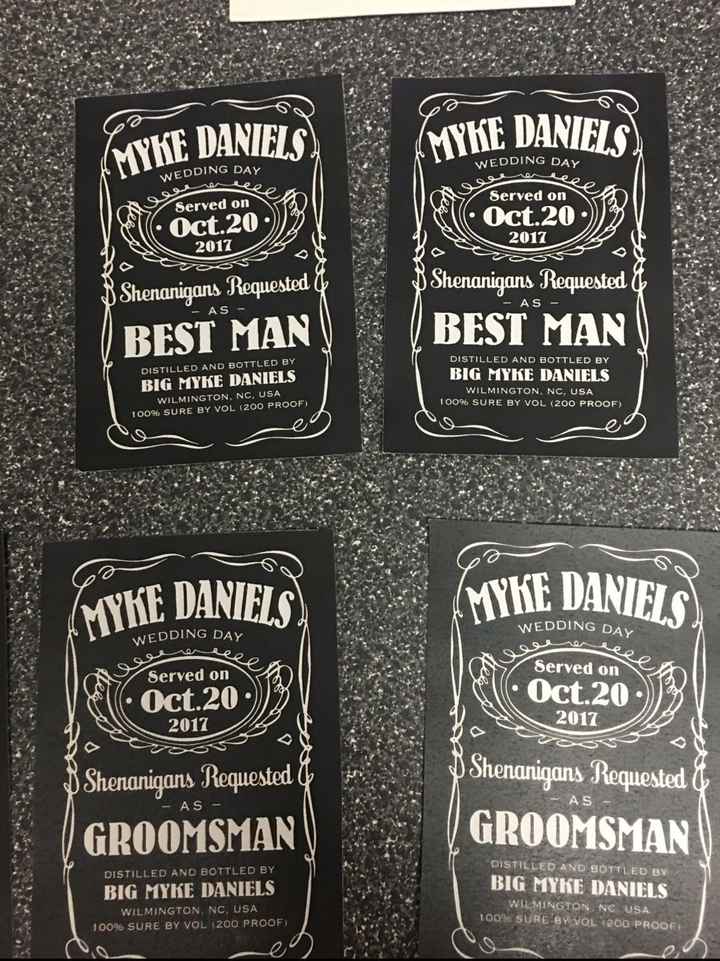 MYKE DANIELS
WEDDING DAY
Served on
Oct.20
2017
Shenanigans Requested
- AS -
BEST MAN
DISTILLED AND BOTTLED BY
BIG MYKE DANIELS
WILMINGTON, NC, USA
100% SURE BY VOL (200 PROOF)
MYKE DANIELS
WEDDING DAY
Served on
Oct.20
2017
Shenanigans Requested
- AS -
BEST MAN
DISTILLED AND BOTTLED BY
BIG MYKE DANIELS
WILMINGTON, NC, USA
100% SURE BY VOL (200 PROOF)
MYKE DANIELS
WEDDING DAY
Served on
Oct.20
2017
Shenanigans Requested
- AS -
GROOMSMAN
DISTILLED AND BOTTLED BY
BIG MYKE DANIELS
WILMINGTON, NC, USA
100% SURE BY VOL (200 PROOF)
MYKE DANIELS
WEDDING DAY
Served on
Oct.20
2017
Shenanigans Requested
- AS -
GROOMSMAN
DISTILLED AND BOTTLED BY
BIG MYKE DANIELS
WILMINGTON, NC, USA
100% SURE BY VOL (200 PROOF)